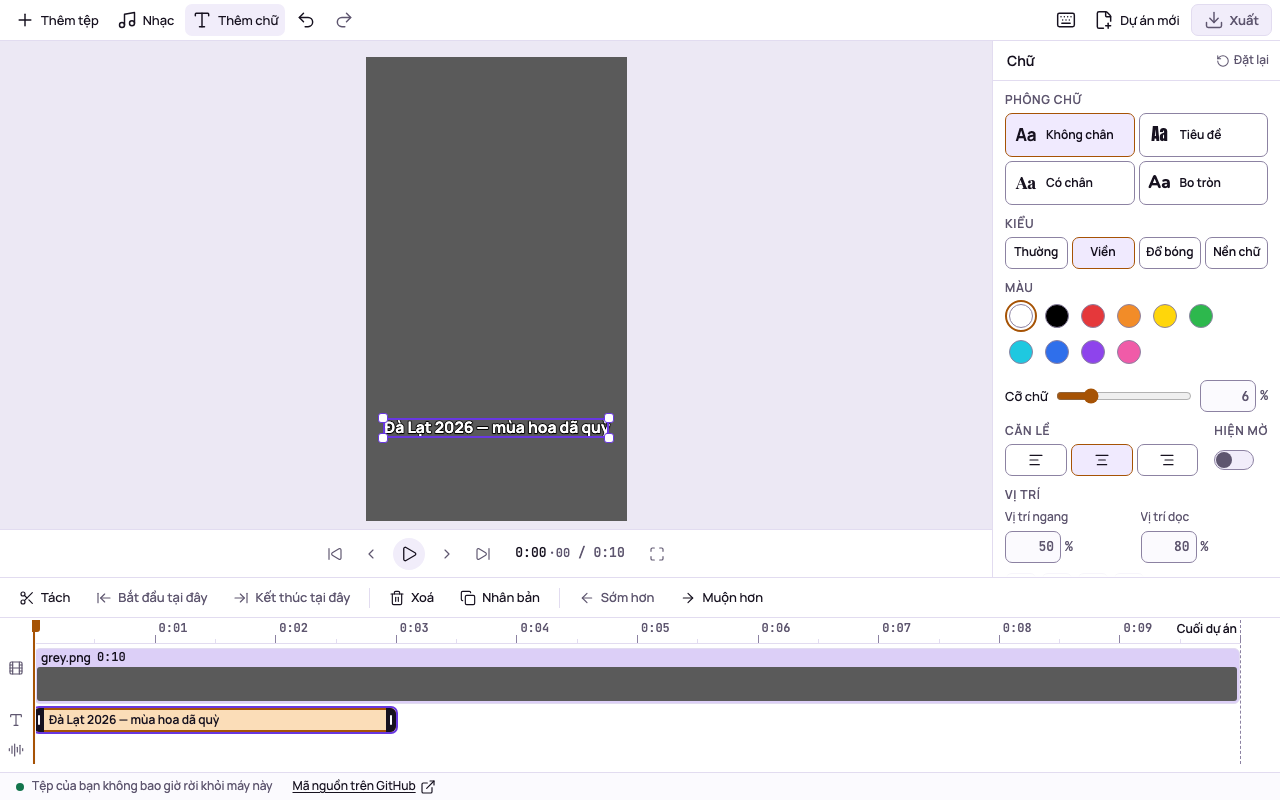 Thêm tệp
Nhạc
Thêm chữ
Dự án mới
Xuất
Chữ
Đặt lại
PHÔNG CHỮ
Aa Không chân
Aa Tiêu đề
Aa Có chân
Aa Bo tròn
KIỂU
Thường
Viền
Đổ bóng
Nền chữ
MÀU
Cỡ chữ
6 %
CĂN LỀ
HIỆN MỜ
VỊ TRÍ
Vị trí ngang
Vị trí dọc
50 %
80 %
Đà Lạt 2026 — mùa hoa dã quỳ
0:00·00 / 0:10
Tách
Bắt đầu tại đây
Kết thúc tại đây
Xoá
Nhân bản
Sớm hơn
Muộn hơn
0:01
0:02
0:03
0:04
0:05
0:06
0:07
0:08
0:09
Cuối dự án
grey.png 0:10
Đà Lạt 2026 — mùa hoa dã quỳ
Tệp của bạn không bao giờ rời khỏi máy này
Mã nguồn trên GitHub